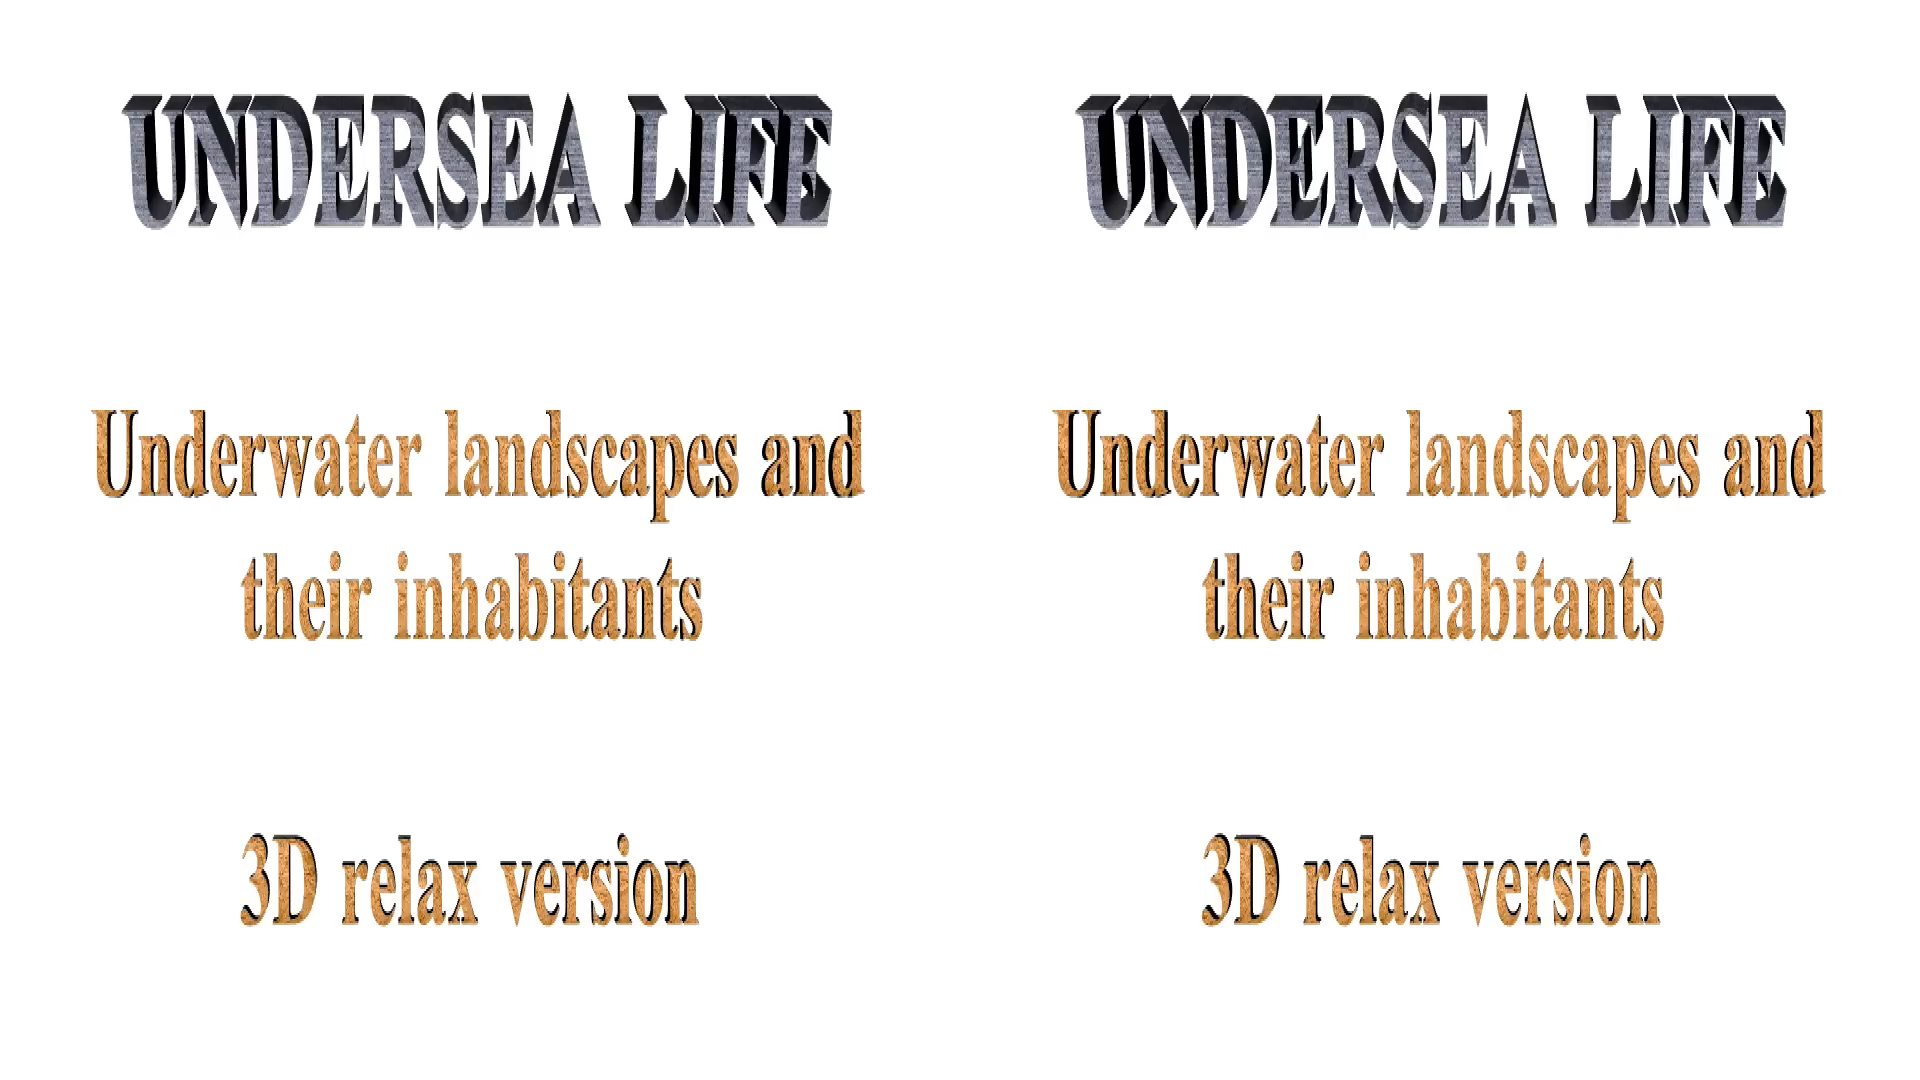 UNDERSEA LIFE UNDERSEA LIFE
Underwater landscapes and Underwater landscapes and
their inhabitants their inhabitants
3D relax version 3D relax version